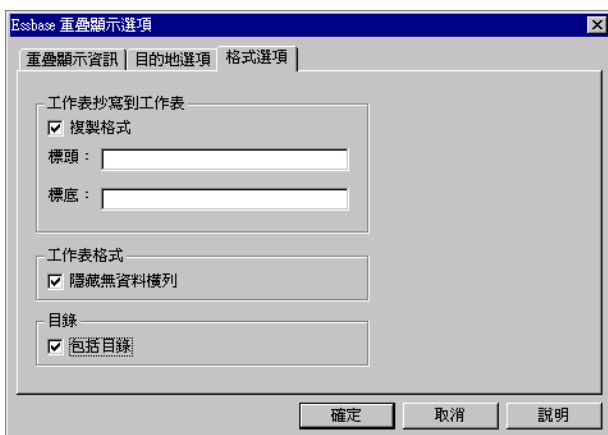 Essbase 重疊顯示選項
重疊顯示資訊 目的地選項 格式選項
工作表抄寫到工作表
複製格式
標頭：
標底：
工作表格式
隱藏無資料橫列
目錄
包括目錄
確定 取消 說明